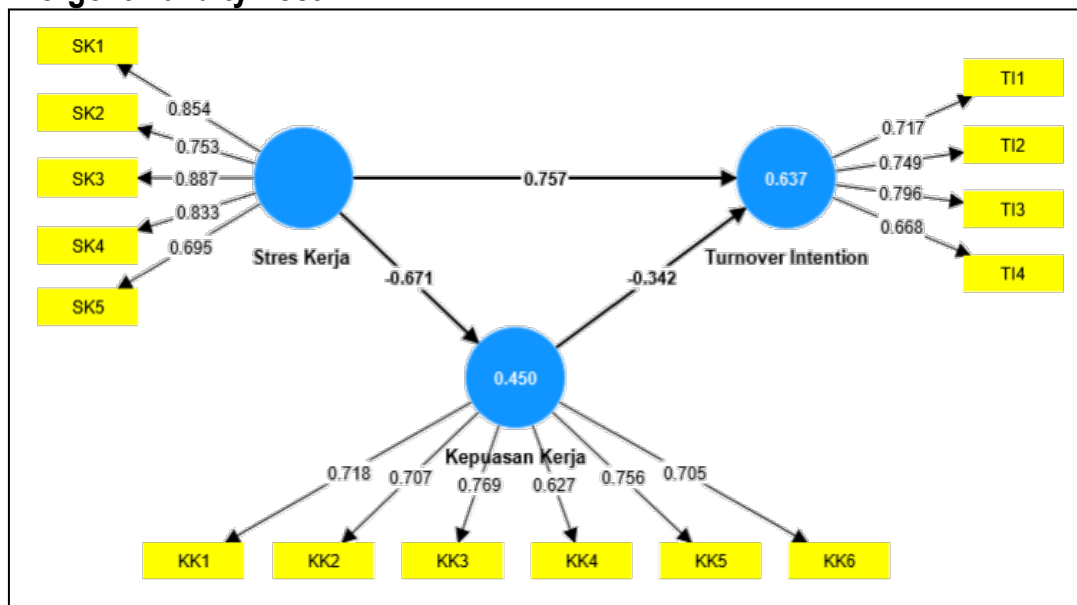 SK1
SK2
SK3
SK4
SK5
0.854
0.753
0.887
0.833
0.695
Stres Kerja
0.757
-0.671
-0.342
0.637
Turnover Intention
0.717
0.749
0.796
0.668
TI1
TI2
TI3
TI4
0.450
Kepuasan Kerja
0.718
0.707
0.769
0.627
0.756
0.705
KK1
KK2
KK3
KK4
KK5
KK6